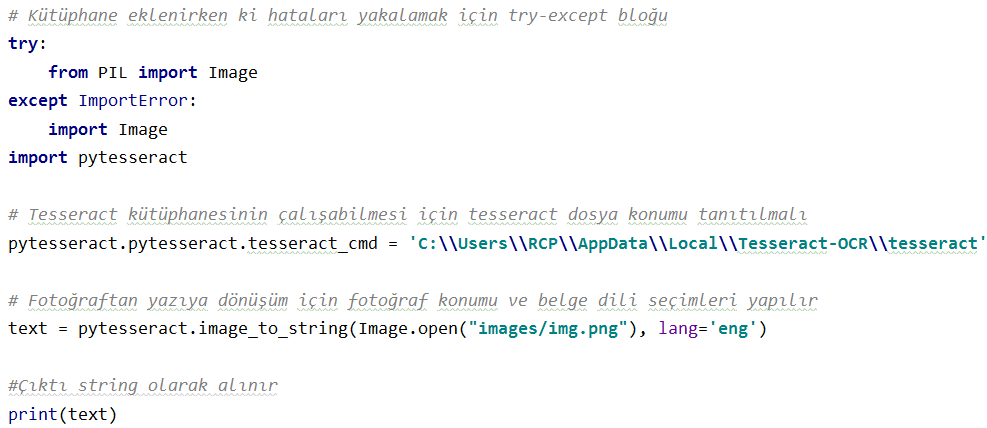 # Kütüphane eklenirken ki hataları yakalamak için try-except bloğu
try:
    from PIL import Image
except ImportError:
    import Image
import pytesseract

# Tesseract kütüphanesinin çalışabilmesi için tesseract dosya konumu tanıtılmalı
pytesseract.pytesseract.tesseract_cmd = 'C:\\Users\\RCP\\AppData\\Local\\Tesseract-OCR\\tesseract'

# Fotoğraftan yazıya dönüşüm için fotoğraf konumu ve belge dili seçimleri yapılır
text = pytesseract.image_to_string(Image.open("images/img.png"), lang='eng')

#Çıktı string olarak alınır
print(text)